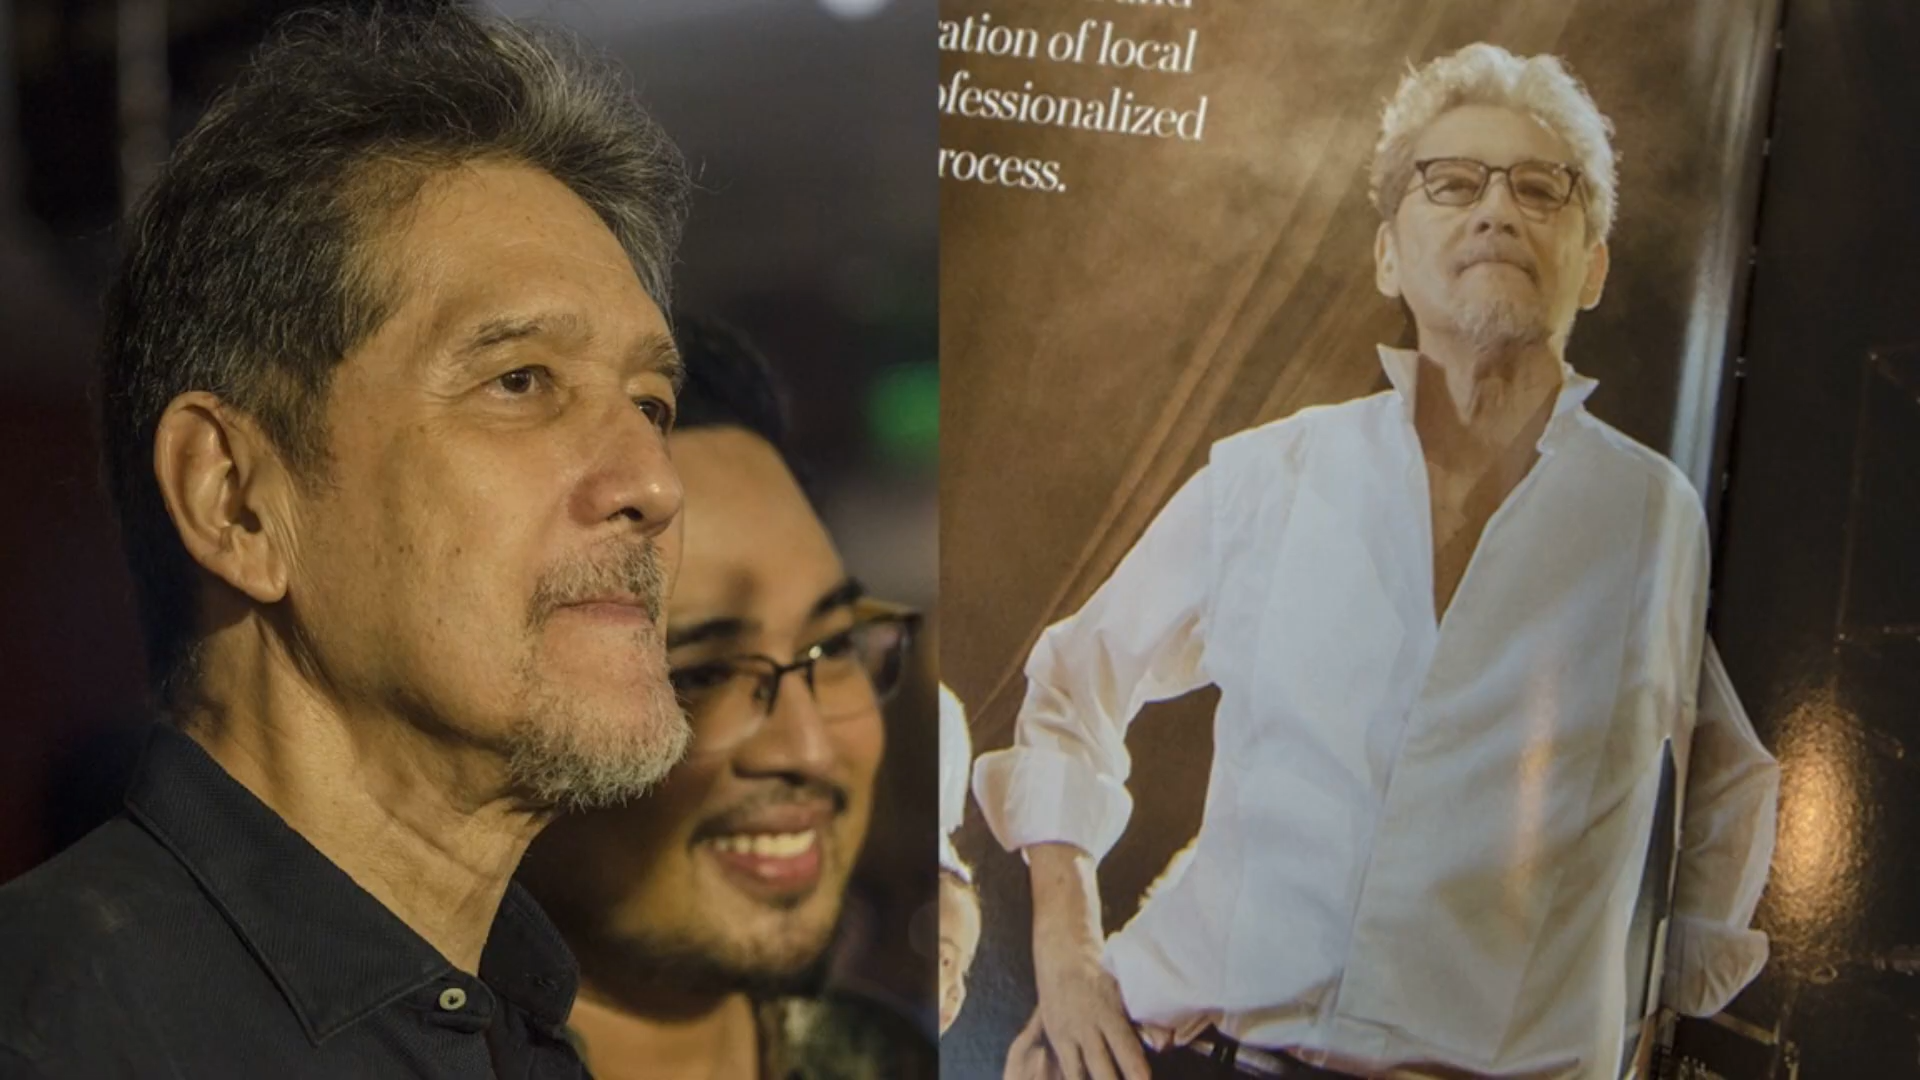 ation of local
ofessionalized
rocess.